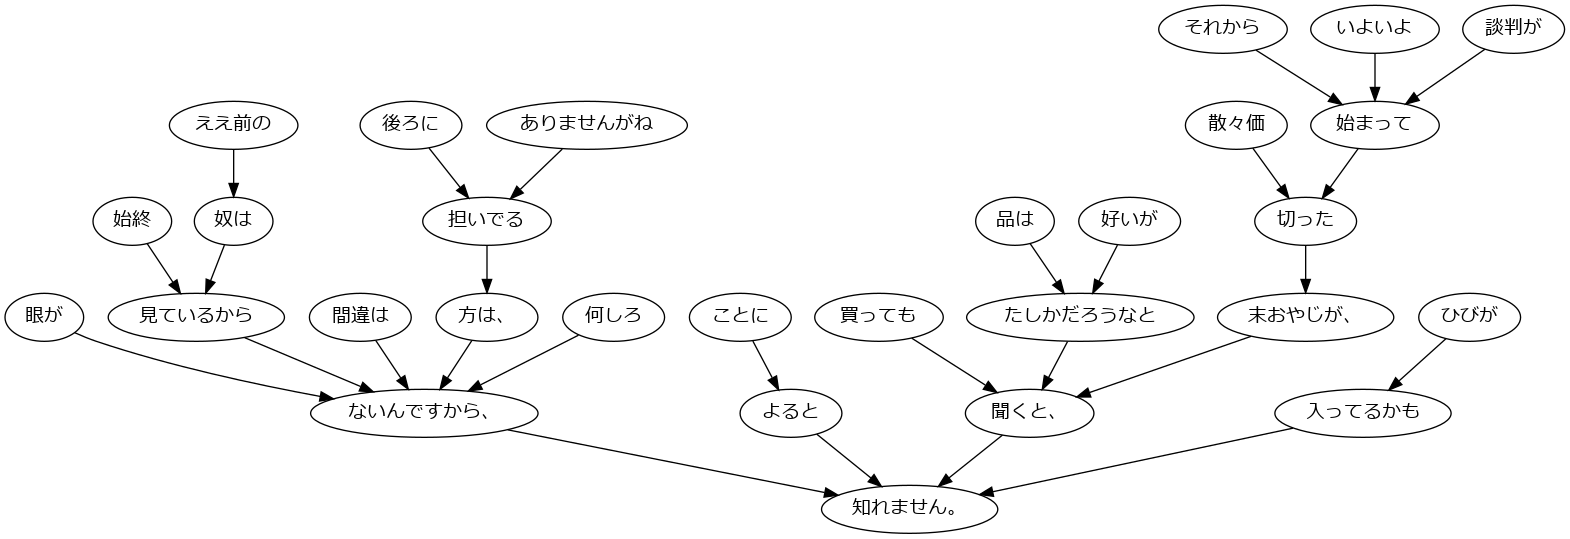 それから
いよいよ
談判が
ええ前の
後ろに
ありませんがね
散々価
始まって
始終
奴は
担いでる
品は
好いが
切った
眼が
見ているから
間違は
方は、
何しろ
ことに
買っても
たしかだろうなと
末おやじが、
ひびが
ないんですから、
よると
聞くと、
入ってるかも
知れません。